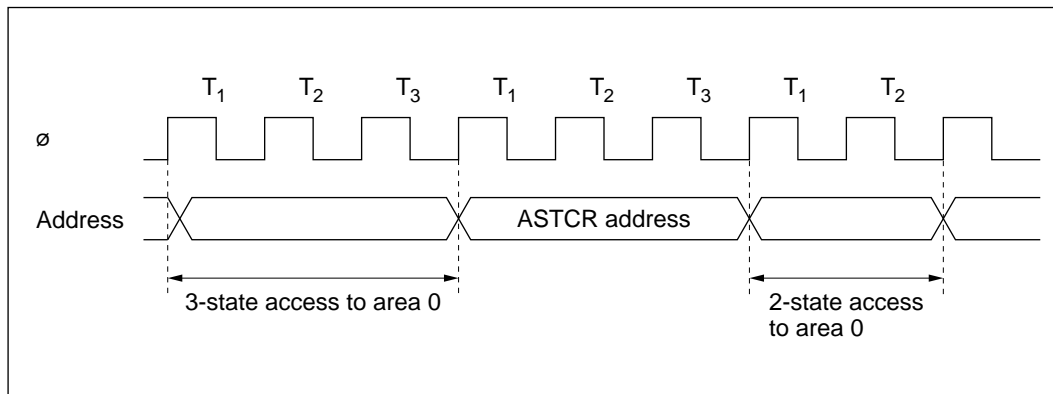 T1 T2 T3 T1 T2 T3 T1 T2
ø
Address ASTCR address
3-state access to area 0 2-state access
to area 0